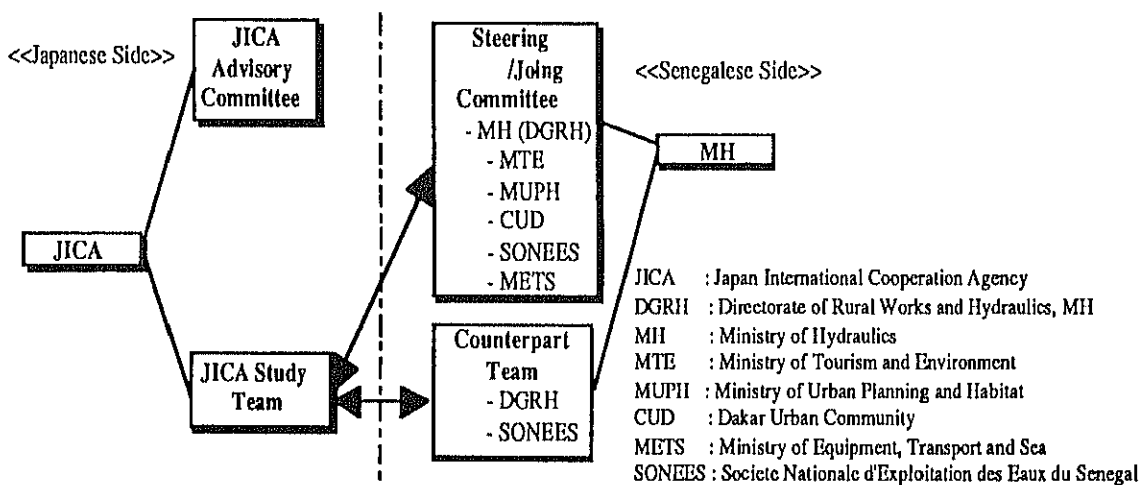 <<Japanese Side>>
JICA
Advisory
Committee
JICA
JICA Study
Team
Steering
/Joing
Committee
- MH (DGRH)
- MTE
- MUPH
- CUD
- SONEES
- METS
Counterpart
Team
- DGRH
- SONEES
<<Senegalese Side>>
MH
JICA : Japan International Cooperation Agency
DGRH : Directorate of Rural Works and Hydraulics, MH
MH : Ministry of Hydraulics
MTE : Ministry of Tourism and Environment
MUPH : Ministry of Urban Planning and Habitat
CUD : Dakar Urban Community
METS : Ministry of Equipment, Transport and Sea
SONEES : Societe Nationale d'Exploitation des Eaux du Senegal